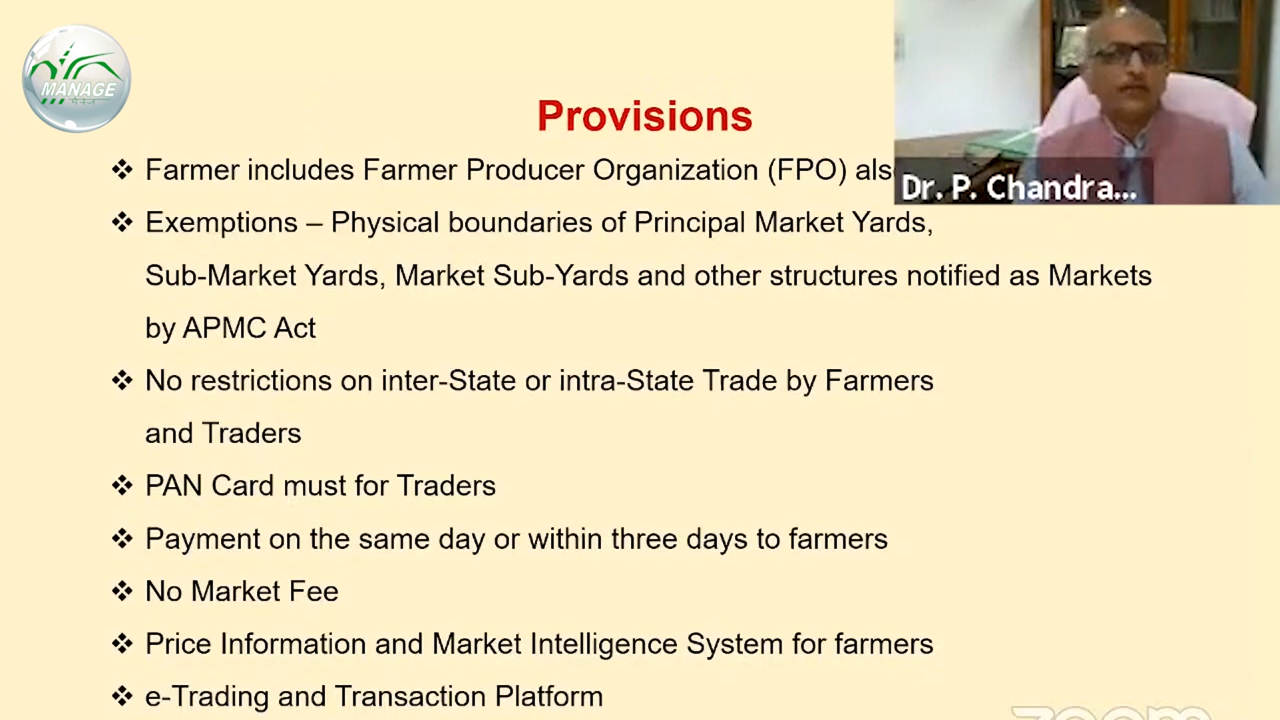 MANAGE
मैनेज
Provisions
❖ Farmer includes Farmer Producer Organization (FPO) als
Dr. P. Chandra...
❖ Exemptions – Physical boundaries of Principal Market Yards,
Sub-Market Yards, Market Sub-Yards and other structures notified as Markets
by APMC Act
❖ No restrictions on inter-State or intra-State Trade by Farmers
and Traders
❖ PAN Card must for Traders
❖ Payment on the same day or within three days to farmers
❖ No Market Fee
❖ Price Information and Market Intelligence System for farmers
❖ e-Trading and Transaction Platform
zoom